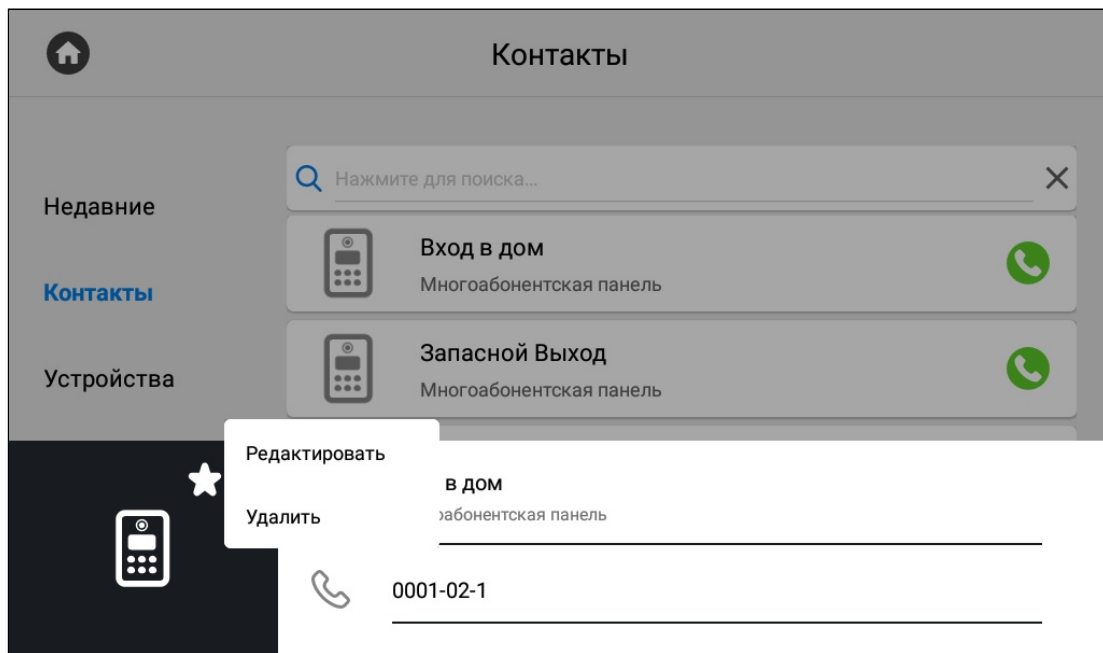 Контакты
Нажмите для поиска...
Недавние
Вход в дом
Многоабонентская панель
Контакты
Запасной Выход
Многоабонентская панель
Устройства
Редактировать
Удалить
в дом
рабонентская панель
0001-02-1